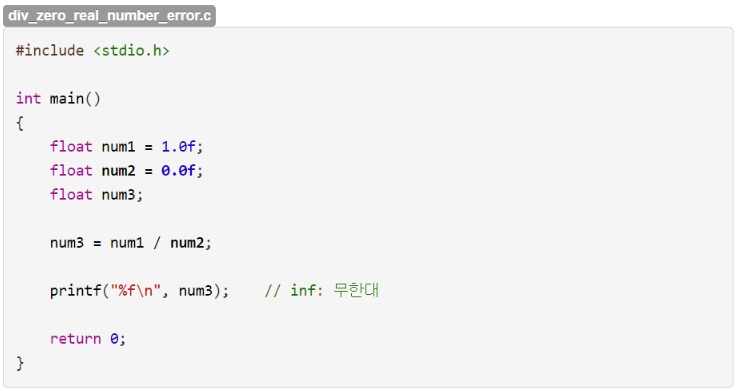 div_zero_real_number_error.c
#include <stdio.h>
int main()
{
    float num1 = 1.0f;
    float num2 = 0.0f;
    float num3;
    num3 = num1 / num2;
    printf("%f\n", num3);    // inf: 무한대
    return 0;
}